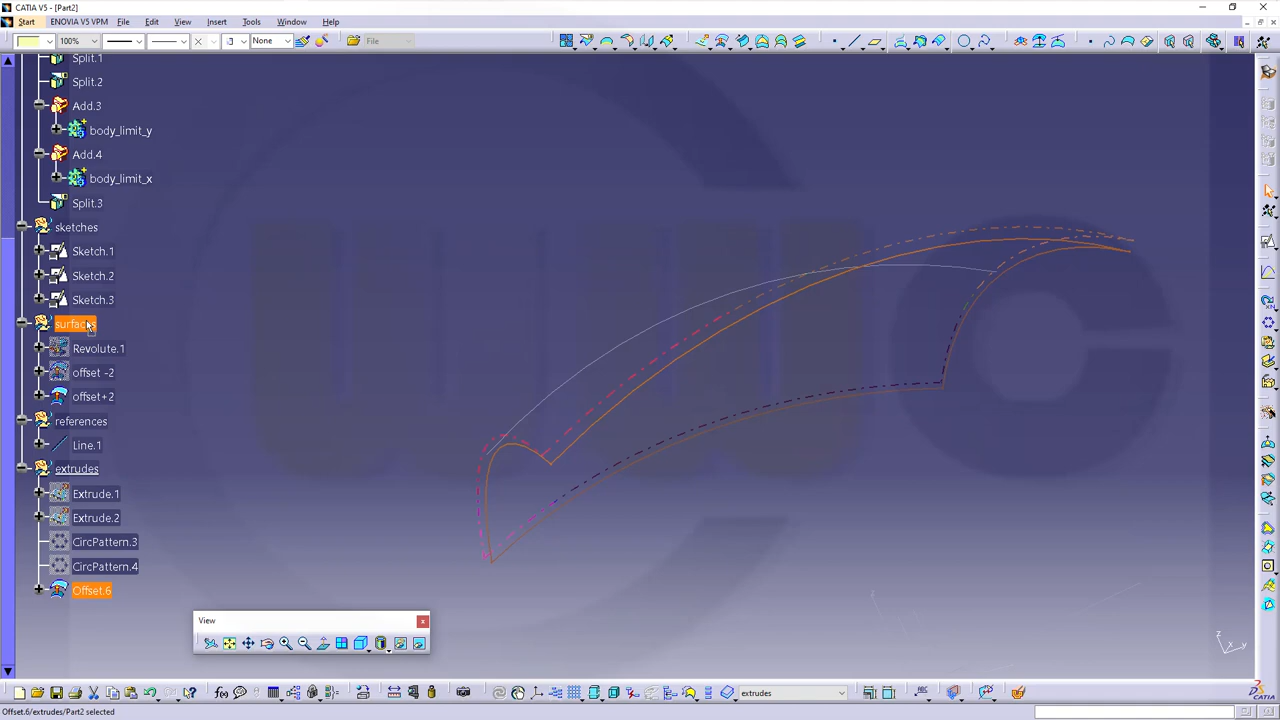 CATIA V5 - [Part2]
Start ENOVIA V5 VPM File Edit View Insert Tools Window Help
100% None File
Split.1
Split.2
Add.3
body_limit_y
Add.4
body_limit_x
Split.3
sketches
Sketch.1
Sketch.2
Sketch.3
surfaces
Revolute.1
offset -2
offset+2
references
Line.1
extrudes
Extrude.1
Extrude.2
CircPattern.3
CircPattern.4
Offset.6
View
z
x y
extrudes
CATIA
Offset.6/extrudes/Part2 selected